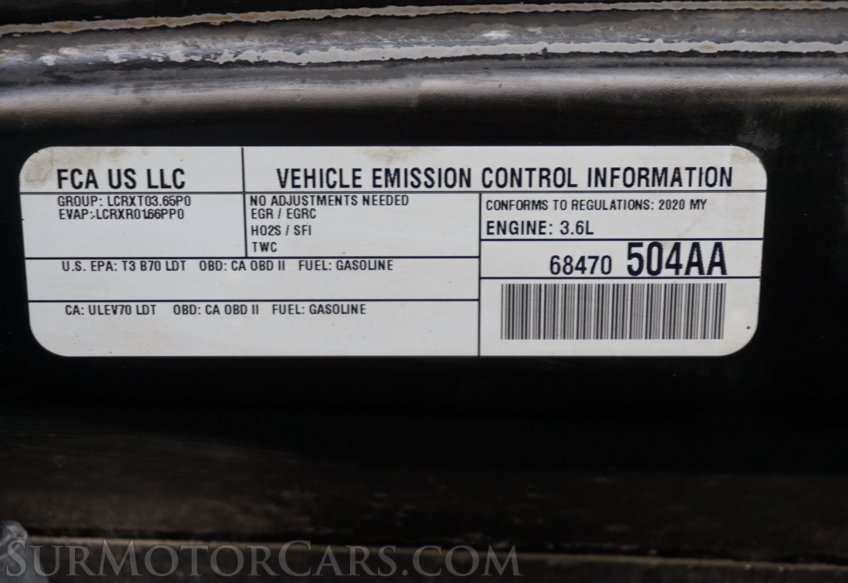 FCA US LLC
VEHICLE EMISSION CONTROL INFORMATION
GROUP: LCRXT03.65P0
EVAP: LCRXR0166PP0
NO ADJUSTMENTS NEEDED
EGR / EGRC
HO2S / SFI
TWC
CONFORMS TO REGULATIONS: 2020 MY
ENGINE: 3.6L
68470 504AA
U.S. EPA: T3 B70 LDT OBD: CA OBD II FUEL: GASOLINE
CA: ULEV70 LDT OBD: CA OBD II FUEL: GASOLINE
SurMotorCars.com